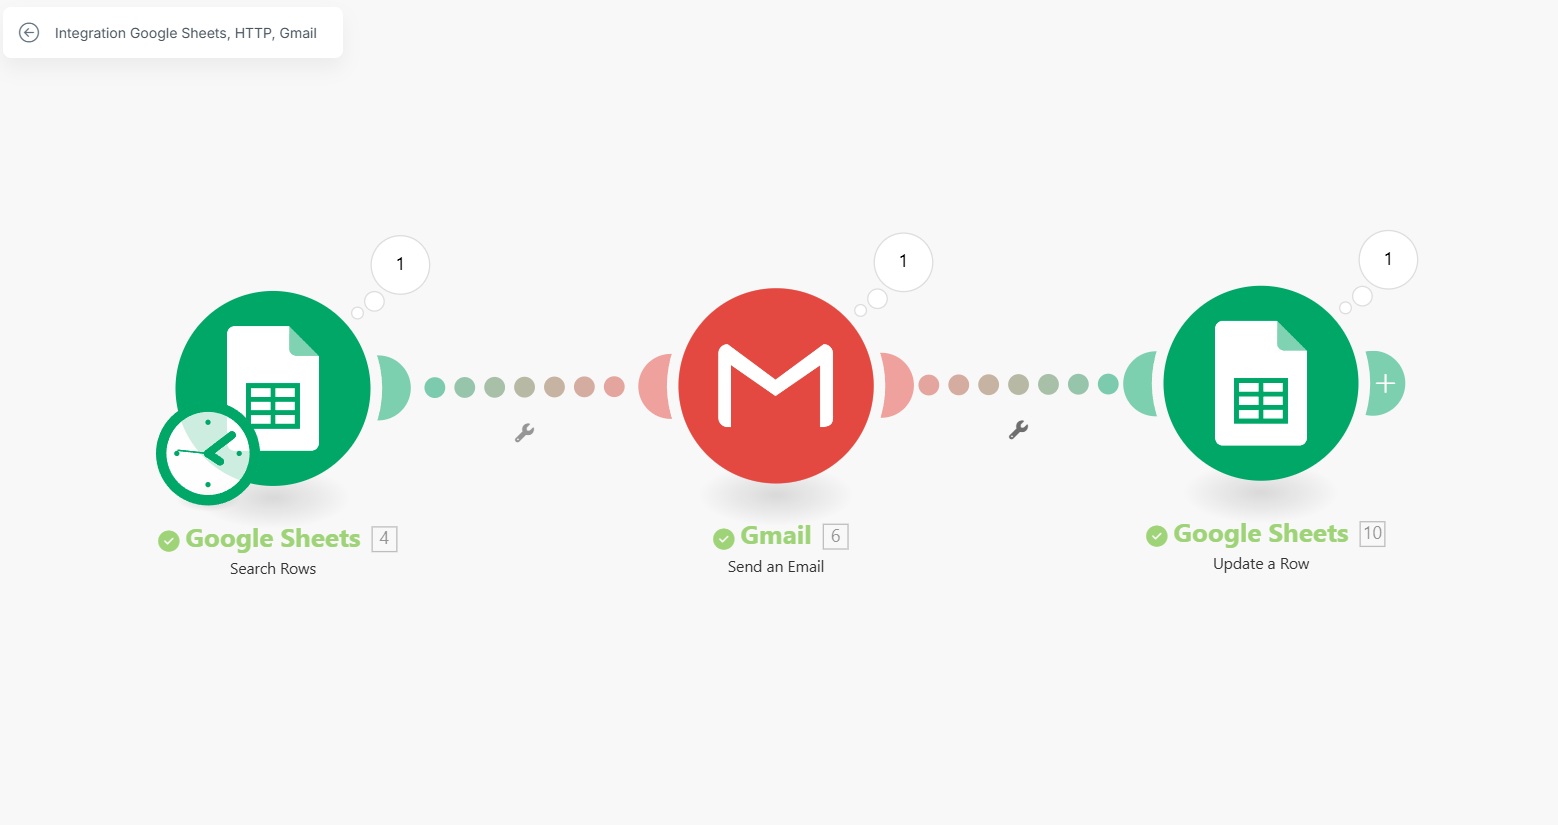 Integration Google Sheets, HTTP, Gmail
1
1
1
Google Sheets 4
Search Rows
Gmail 6
Send an Email
Google Sheets 10
Update a Row